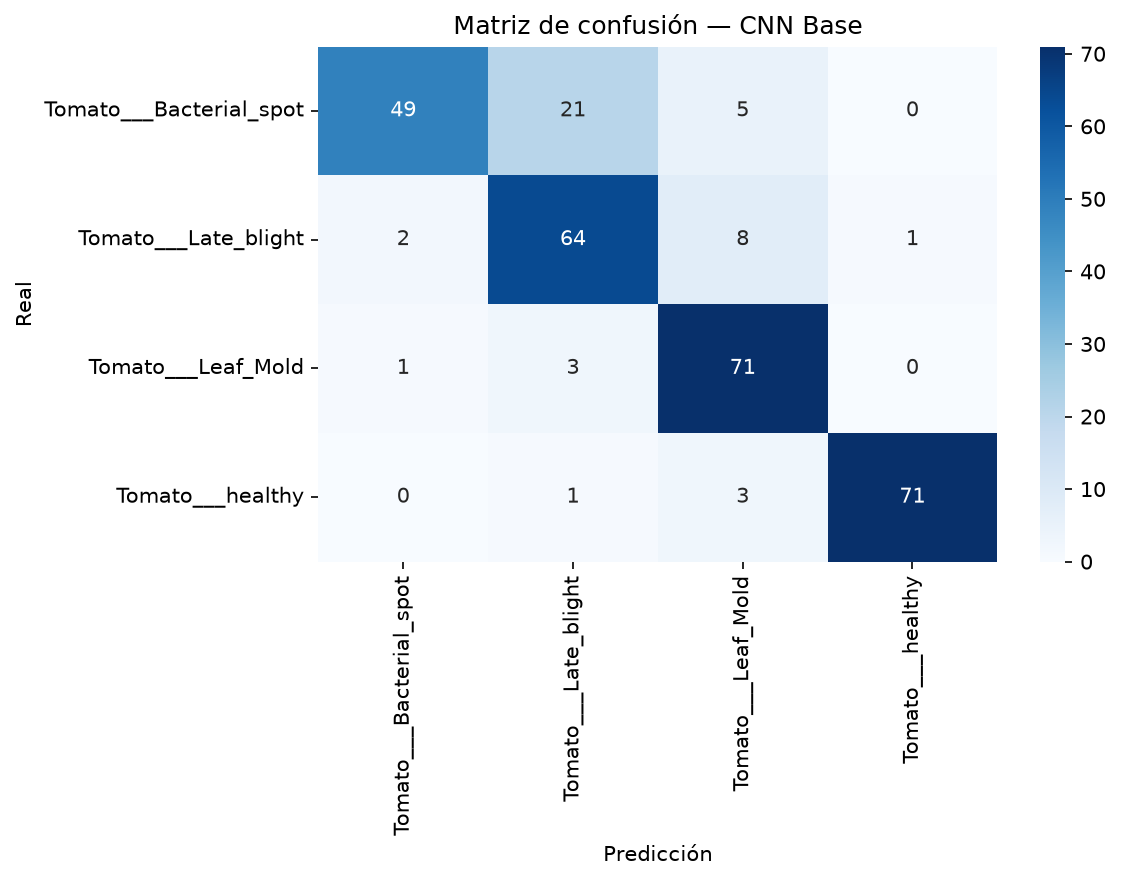 Matriz de confusión — CNN Base
Tomato___Bacterial_spot 49 21 5 0
Tomato___Late_blight 2 64 8 1
Tomato___Leaf_Mold 1 3 71 0
Tomato___healthy 0 1 3 71
Real
Tomato___Bacterial_spot
Tomato___Late_blight
Tomato___Leaf_Mold
Tomato___healthy
Predicción
70
60
50
40
30
20
10
0